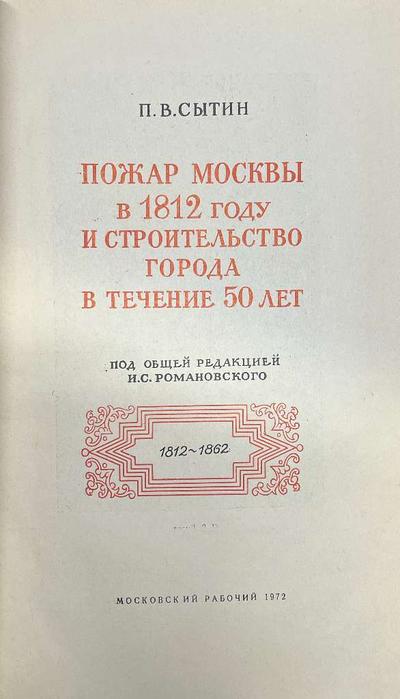 П.В.СЫТИН
ПОЖАР МОСКВЫ
В 1812 ГОДУ
И СТРОИТЕЛЬСТВО
ГОРОДА
В ТЕЧЕНИЕ 50 ЛЕТ
ПОД ОБЩЕЙ РЕДАКЦИЕЙ
И.С.РОМАНОВСКОГО
1812~1862
МОСКОВСКИЙ РАБОЧИЙ 1972